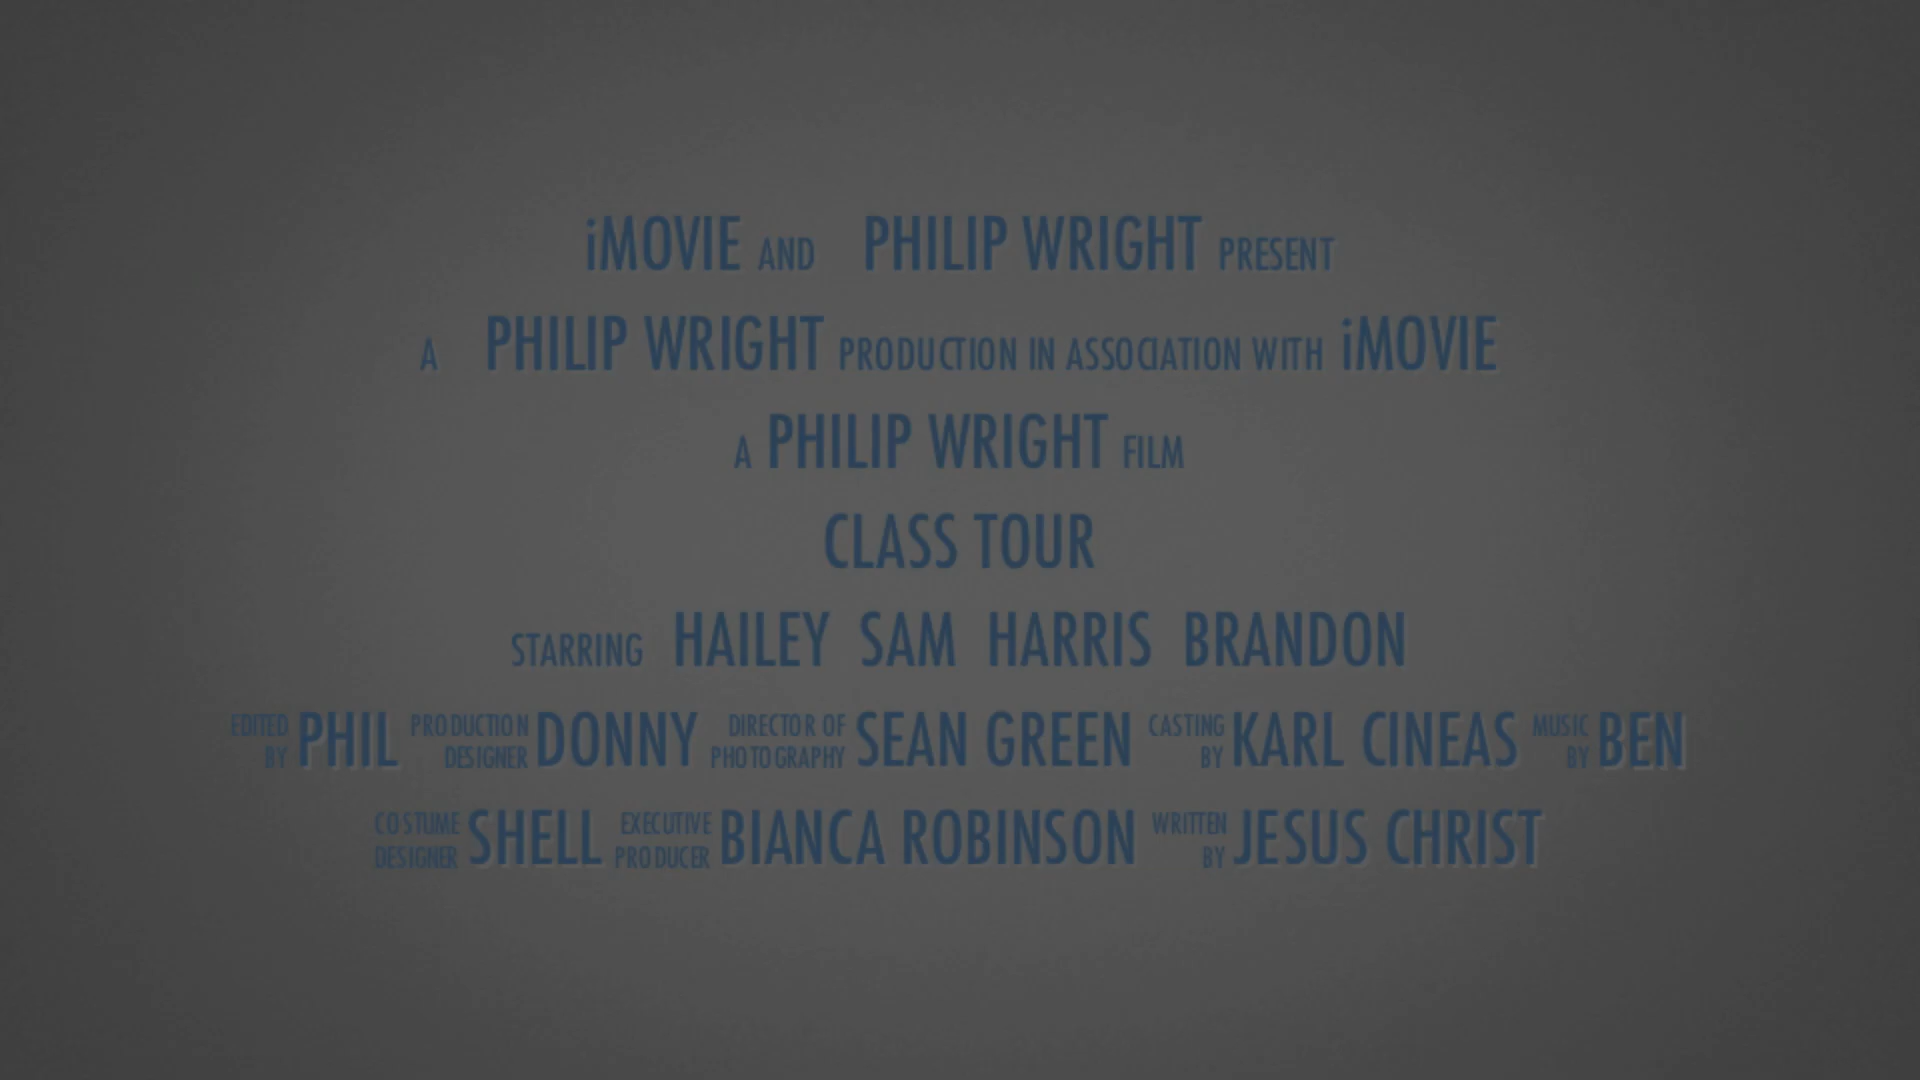 iMOVIE AND PHILIP WRIGHT PRESENT
A PHILIP WRIGHT PRODUCTION IN ASSOCIATION WITH iMOVIE
A PHILIP WRIGHT FILM
CLASS TOUR
STARRING HAILEY SAM HARRIS BRANDON
EDITED BY PHIL PRODUCTION DESIGNER DONNY DIRECTOR OF PHOTOGRAPHY SEAN GREEN CASTING BY KARL CINEAS MUSIC BY BEN
COSTUME DESIGNER SHELL EXECUTIVE PRODUCER BIANCA ROBINSON WRITTEN BY JESUS CHRIST